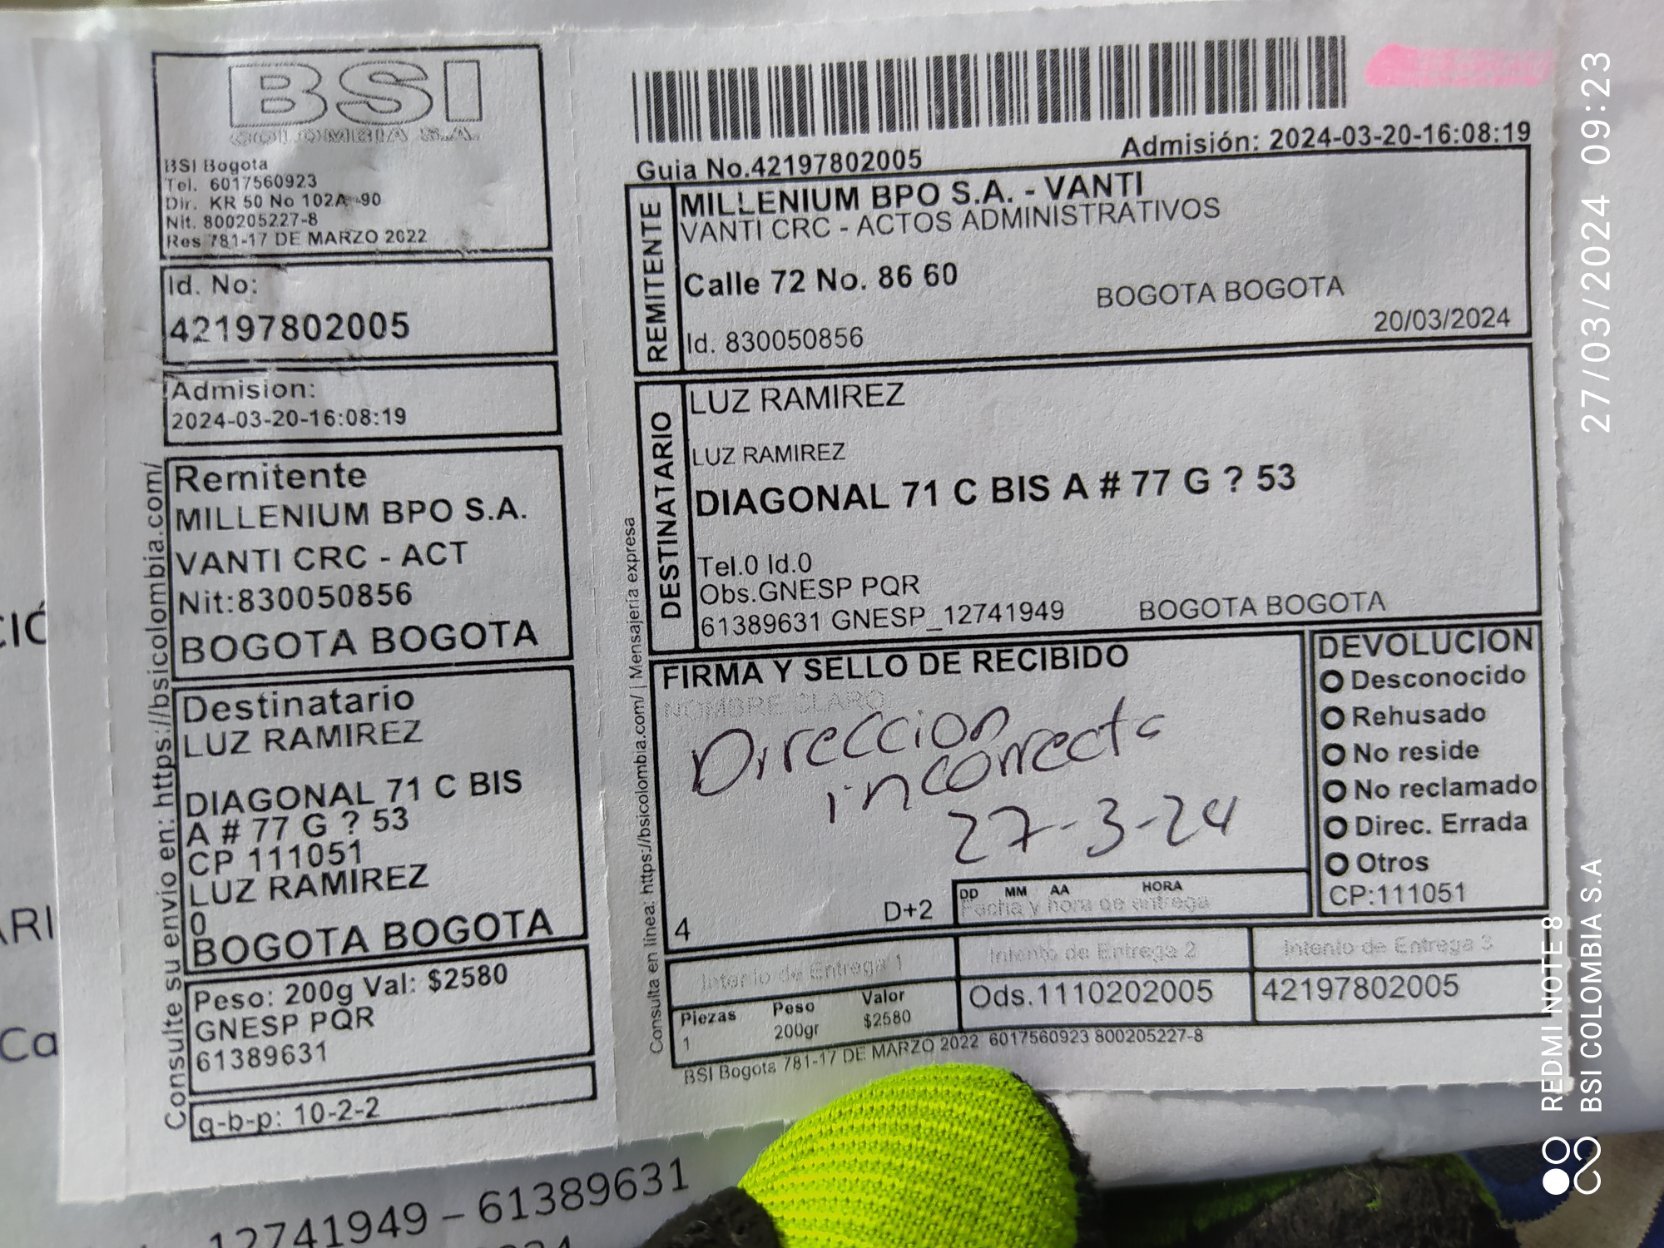 BSI
COLOMBIA S.A.
BSI Bogota
Tel. 6017560923
Dir. KR 50 No 102A -90
Nit. 800205227-8
Res 781-17 DE MARZO 2022
Id. No:
42197802005
Admision:
2024-03-20-16:08:19
Remitente
MILLENIUM BPO S.A.
VANTI CRC - ACT
Nit:830050856
BOGOTA BOGOTA
Destinatario
LUZ RAMIREZ
DIAGONAL 71 C BIS
A # 77 G ? 53
CP 111051
LUZ RAMIREZ
0
BOGOTA BOGOTA
Peso: 200g Val: $2580
GNESP PQR
61389631
g-b-p: 10-2-2
Consulte su envio en: https://bsicolombia.com/
Guia No.42197802005
Admisión: 2024-03-20-16:08:19
REMITENTE
MILLENIUM BPO S.A. - VANTI
VANTI CRC - ACTOS ADMINISTRATIVOS
Calle 72 No. 86 60
BOGOTA BOGOTA
20/03/2024
Id. 830050856
DESTINATARIO
LUZ RAMIREZ
LUZ RAMIREZ
DIAGONAL 71 C BIS A # 77 G ? 53
Tel.0 Id.0
Obs.GNESP PQR
61389631 GNESP_12741949
BOGOTA BOGOTA
Consulta en linea: https://bsicolombia.com/ | Mensajeria expresa
FIRMA Y SELLO DE RECIBIDO
NOMBRE CLARO
Direccion
incorrecta
27-3-24
4
D+2
DD MM AA HORA
Fecha y hora de entrega
DEVOLUCION
Desconocido
Rehusado
No reside
No reclamado
Direc. Errada
Otros
CP:111051
Intento de Entrega 1
Intento de Entrega 2
Intento de Entrega 3
Piezas Peso Valor
1 200gr $2580
Ods.1110202005
42197802005
BSI Bogota 781-17 DE MARZO 2022 6017560923 800205227-8
CIÓ
ARI
Ca
12741949 – 61389631
27/03/2024 09:23
REDMI NOTE 8
BSI COLOMBIA S.A